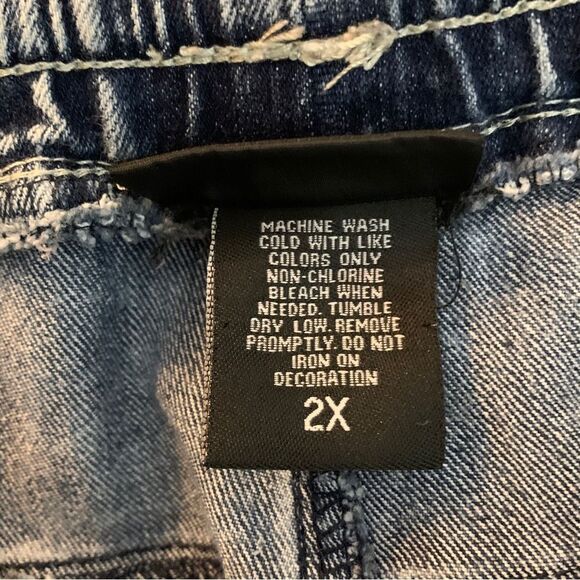 MACHINE WASH
COLD WITH LIKE
COLORS ONLY
NON-CHLORINE
BLEACH WHEN
NEEDED. TUMBLE
DRY LOW. REMOVE
PROMPTLY. DO NOT
IRON ON
DECORATION
2X